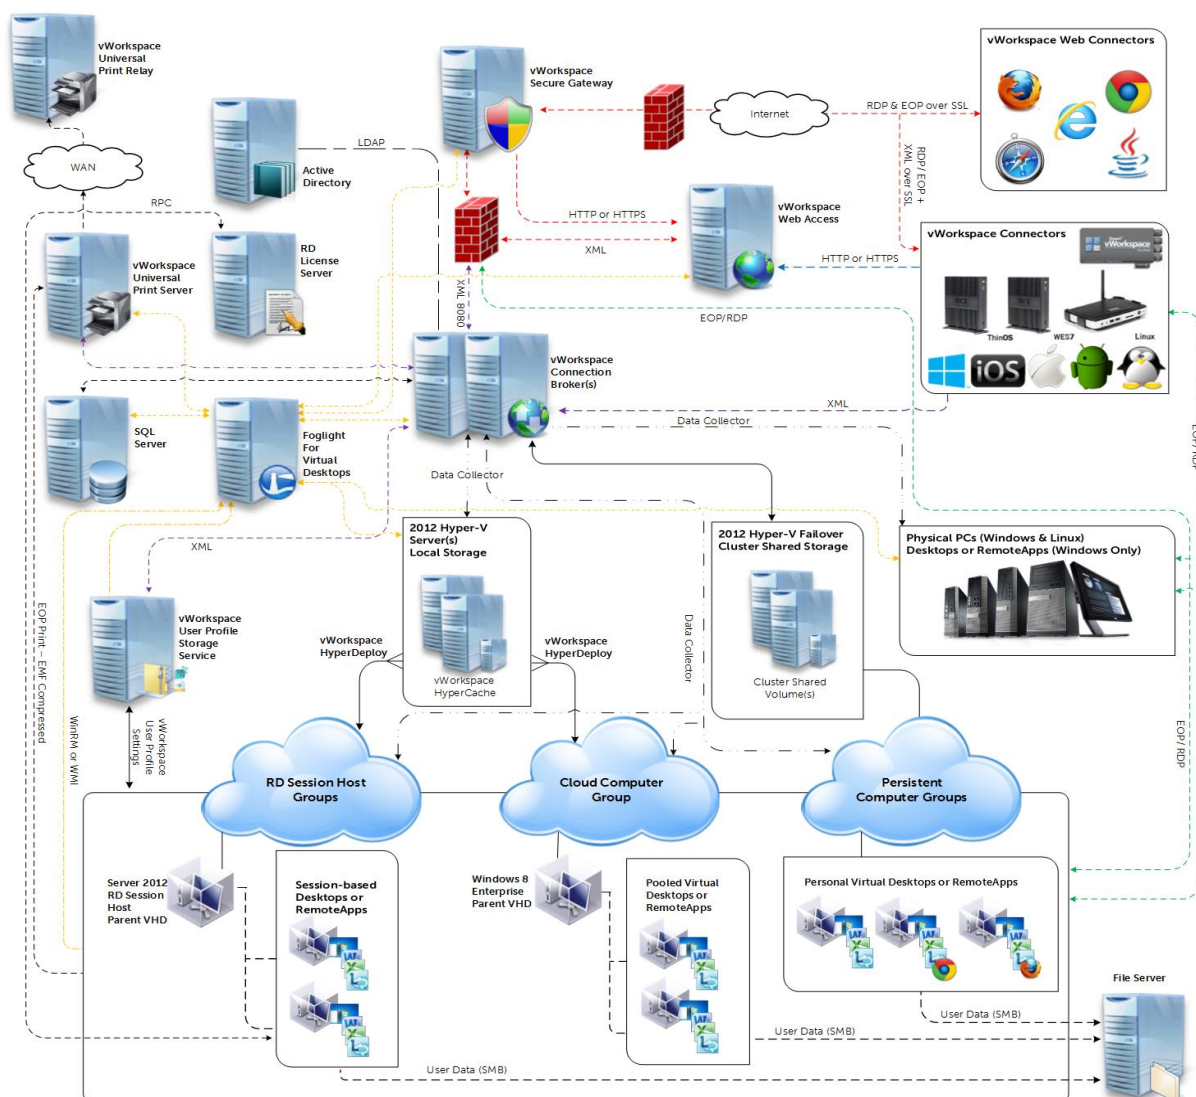 vWorkspace
Universal
Print Relay
vWorkspace
Secure Gateway
Internet
RDP & EOP over SSL
vWorkspace Web Connectors
LDAP
WAN
Active
Directory
RDP/ EOP +
XML over SSL
RPC
vWorkspace
Universal
Print Server
RD
License
Server
HTTP or HTTPS
XML
vWorkspace
Web Access
HTTP or HTTPS
vWorkspace Connectors
vWorkspace
ThinOS
WES7
Linux
iOS
XML 8080
EOP/RDP
vWorkspace
Connection
Broker(s)
XML
Data Collector
EOP/ RDP
SQL
Server
Foglight
For
Virtual
Desktops
Data Collector
XML
2012 Hyper-V
Server(s)
Local Storage
2012 Hyper-V Failover
Cluster Shared Storage
Physical PCs (Windows & Linux)
Desktops or RemoteApps (Windows Only)
vWorkspace
User Profile
Storage
Service
vWorkspace
HyperDeploy
vWorkspace
HyperDeploy
vWorkspace
HyperCache
Data Collector
Cluster Shared
Volume(s)
EOP Print – EMF Compressed
WinRM or WMI
vWorkspace
User Profile
Settings
EOP/ RDP
RD Session Host
Groups
Cloud Computer
Group
Persistent
Computer Groups
Server 2012
RD Session
Host
Parent VHD
Session-based
Desktops or
RemoteApps
Windows 8
Enterprise
Parent VHD
Pooled Virtual
Desktops or
RemoteApps
Personal Virtual Desktops or RemoteApps
File Server
User Data (SMB)
User Data (SMB)
User Data (SMB)